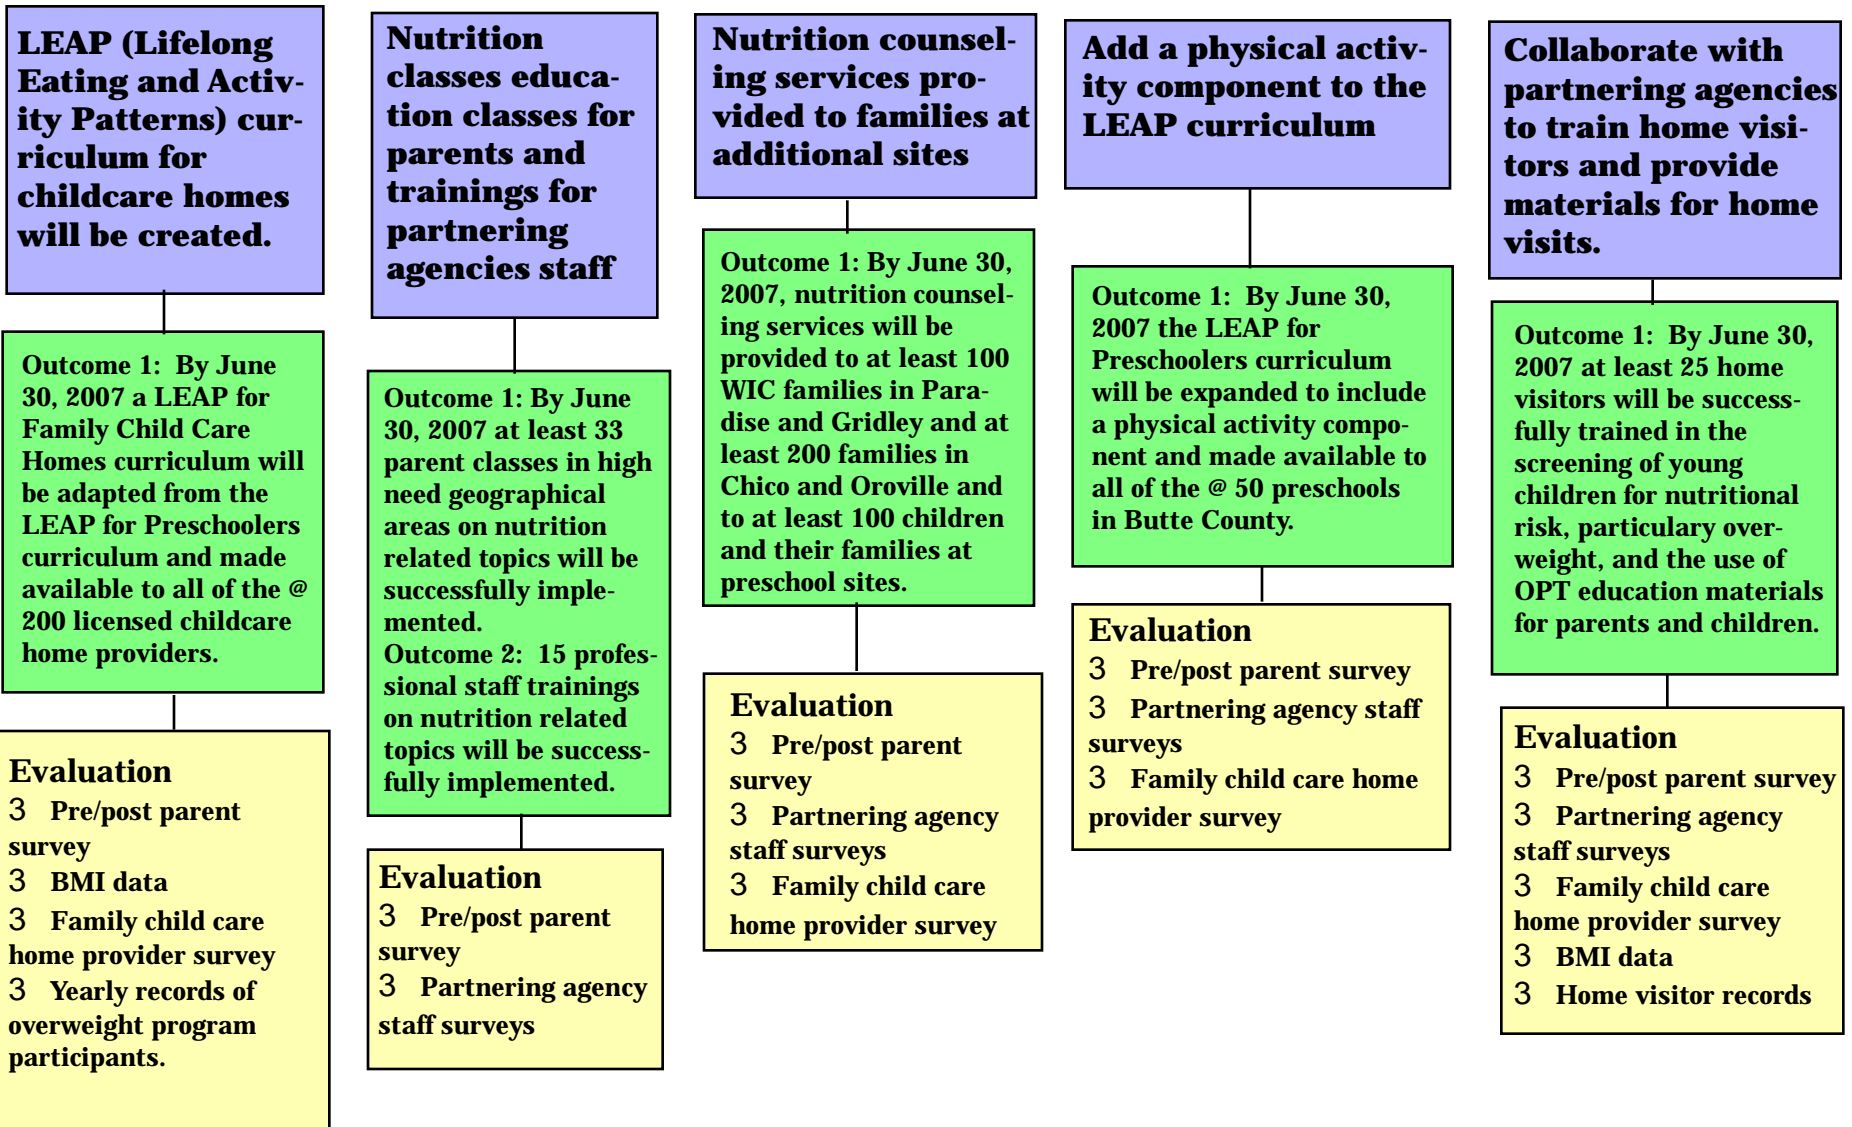 LEAP (Lifelong
Eating and Activ-
ity Patterns) cur-
riculum for
childcare homes
will be created.
Outcome 1: By June
30, 2007 a LEAP for
Family Child Care
Homes curriculum will
be adapted from the
LEAP for Preschoolers
curriculum and made
available to all of the @
200 licensed childcare
home providers.
Evaluation
3 Pre/post parent
survey
3 BMI data
3 Family child care
home provider survey
3 Yearly records of
overweight program
participants.
Nutrition
classes educa-
tion classes for
parents and
trainings for
partnering
agencies staff
Outcome 1: By June
30, 2007 at least 33
parent classes in high
need geographical
areas on nutrition
related topics will be
successfully imple-
mented.
Outcome 2: 15 profes-
sional staff trainings
on nutrition related
topics will be success-
fully implemented.
Evaluation
3 Pre/post parent
survey
3 Partnering agency
staff surveys
Nutrition counsel-
ing services pro-
vided to families at
additional sites
Outcome 1: By June 30,
2007, nutrition counsel-
ing services will be
provided to at least 100
WIC families in Para-
dise and Gridley and at
least 200 families in
Chico and Oroville and
to at least 100 children
and their families at
preschool sites.
Evaluation
3 Pre/post parent
survey
3 Partnering agency
staff surveys
3 Family child care
home provider survey
Add a physical activ-
ity component to the
LEAP curriculum
Outcome 1: By June 30,
2007 the LEAP for
Preschoolers curriculum
will be expanded to include
a physical activity compo-
nent and made available to
all of the @ 50 preschools
in Butte County.
Evaluation
3 Pre/post parent survey
3 Partnering agency staff
surveys
3 Family child care home
provider survey
Collaborate with
partnering agencies
to train home visi-
tors and provide
materials for home
visits.
Outcome 1: By June 30,
2007 at least 25 home
visitors will be success-
fully trained in the
screening of young
children for nutritional
risk, particulary over-
weight, and the use of
OPT education materials
for parents and children.
Evaluation
3 Pre/post parent survey
3 Partnering agency
staff surveys
3 Family child care
home provider survey
3 BMI data
3 Home visitor records